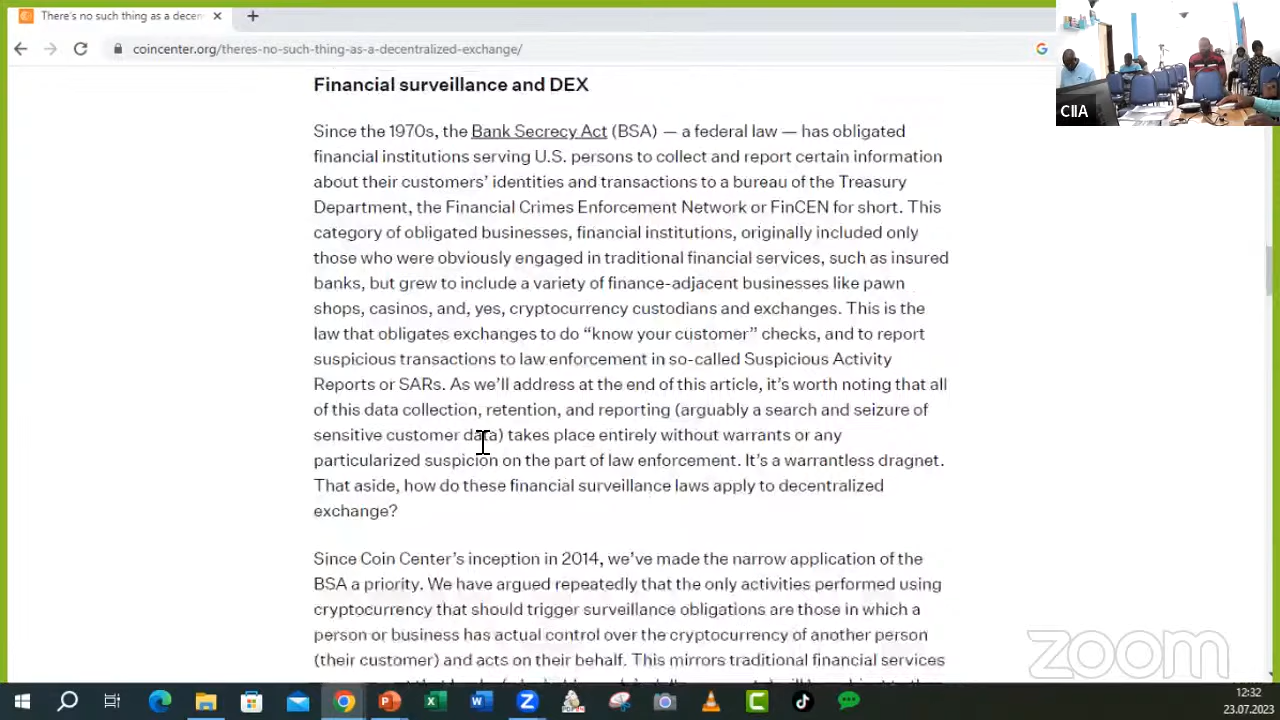 There's no such thing as a decen
coincenter.org/theres-no-such-thing-as-a-decentralized-exchange/
CIIA
Financial surveillance and DEX
Since the 1970s, the Bank Secrecy Act (BSA) — a federal law — has obligated
financial institutions serving U.S. persons to collect and report certain information
about their customers’ identities and transactions to a bureau of the Treasury
Department, the Financial Crimes Enforcement Network or FinCEN for short. This
category of obligated businesses, financial institutions, originally included only
those who were obviously engaged in traditional financial services, such as insured
banks, but grew to include a variety of finance-adjacent businesses like pawn
shops, casinos, and, yes, cryptocurrency custodians and exchanges. This is the
law that obligates exchanges to do “know your customer” checks, and to report
suspicious transactions to law enforcement in so-called Suspicious Activity
Reports or SARs. As we’ll address at the end of this article, it’s worth noting that all
of this data collection, retention, and reporting (arguably a search and seizure of
sensitive customer data) takes place entirely without warrants or any
particularized suspicion on the part of law enforcement. It’s a warrantless dragnet.
That aside, how do these financial surveillance laws apply to decentralized
exchange?
Since Coin Center’s inception in 2014, we’ve made the narrow application of the
BSA a priority. We have argued repeatedly that the only activities performed using
cryptocurrency that should trigger surveillance obligations are those in which a
person or business has actual control over the cryptocurrency of another person
(their customer) and acts on their behalf. This mirrors traditional financial services
zoom
12:32
23.07.2023